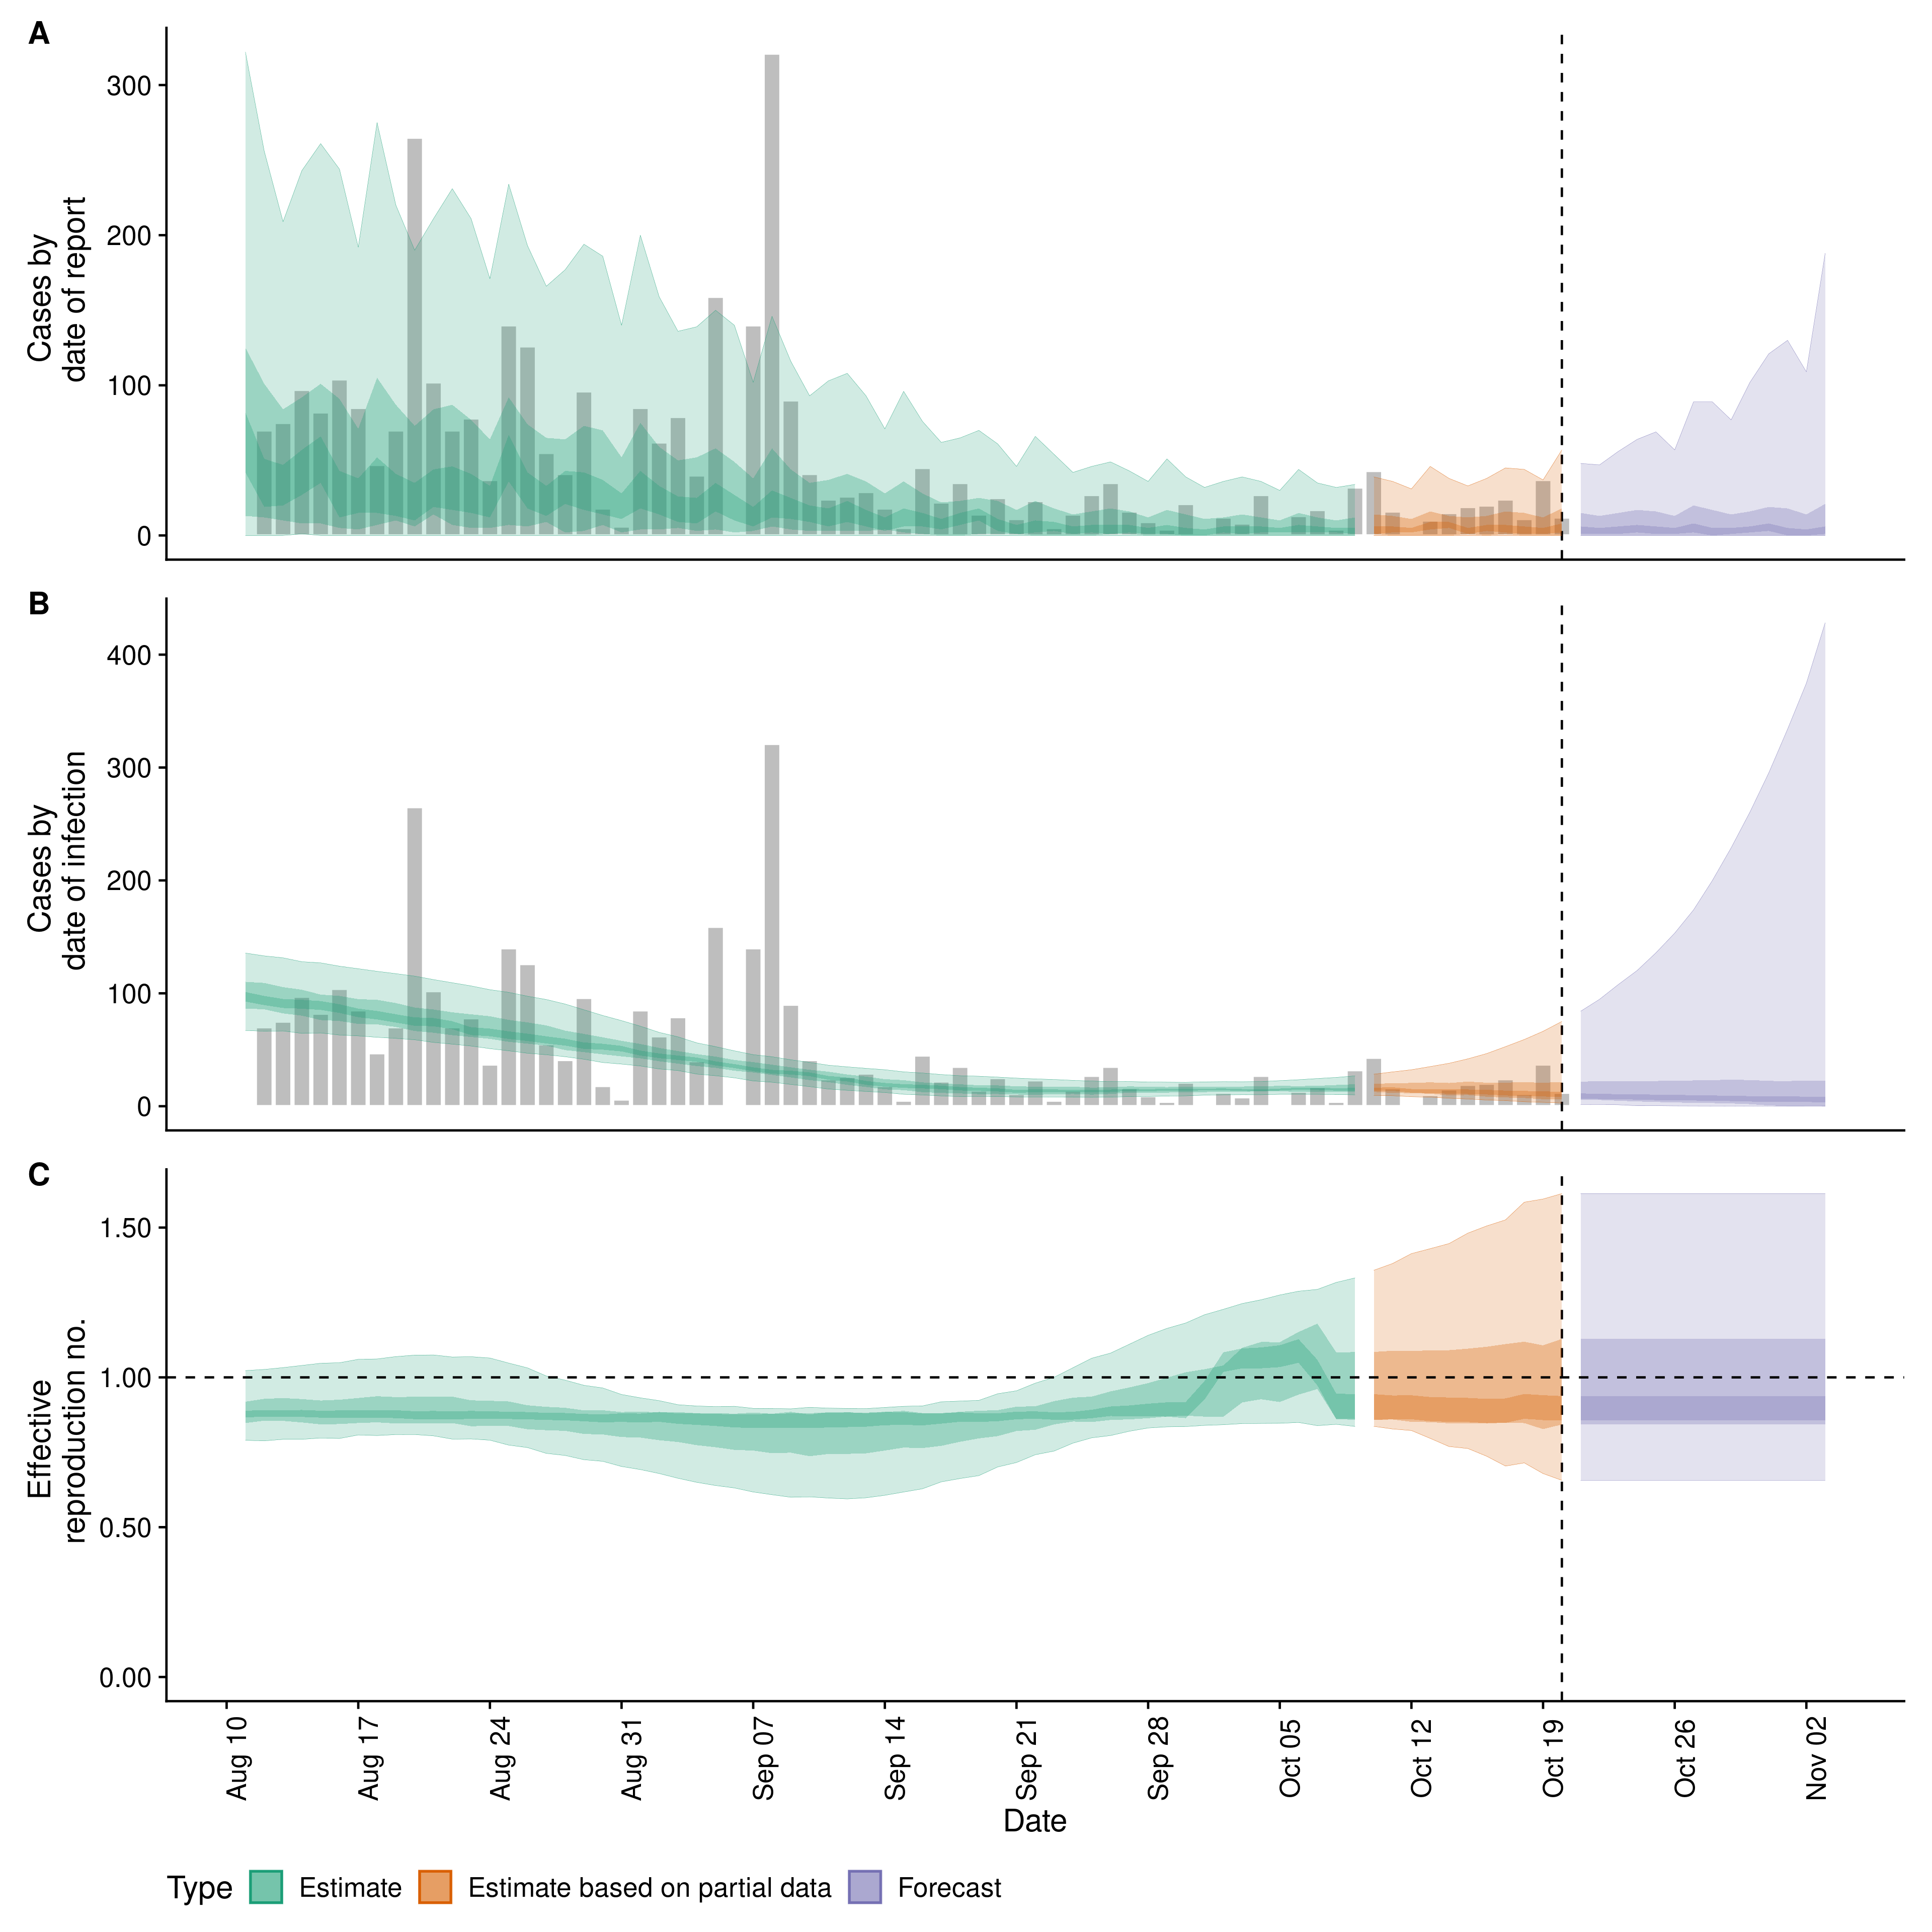 A
Cases by
date of report
300
200
100
0
B
Cases by
date of infection
400
300
200
100
0
C
Effective
reproduction no.
1.50
1.00
0.50
0.00
Aug 10
Aug 17
Aug 24
Aug 31
Sep 07
Sep 14
Sep 21
Sep 28
Oct 05
Oct 12
Oct 19
Oct 26
Nov 02
Date
Type Estimate Estimate based on partial data Forecast